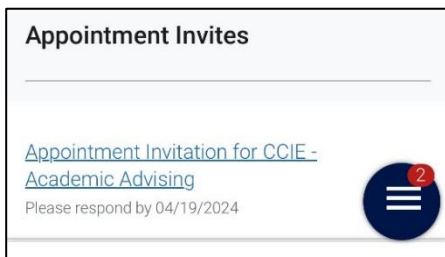 Appointment Invites
Appointment Invitation for CCIE -
Academic Advising
Please respond by 04/19/2024
2